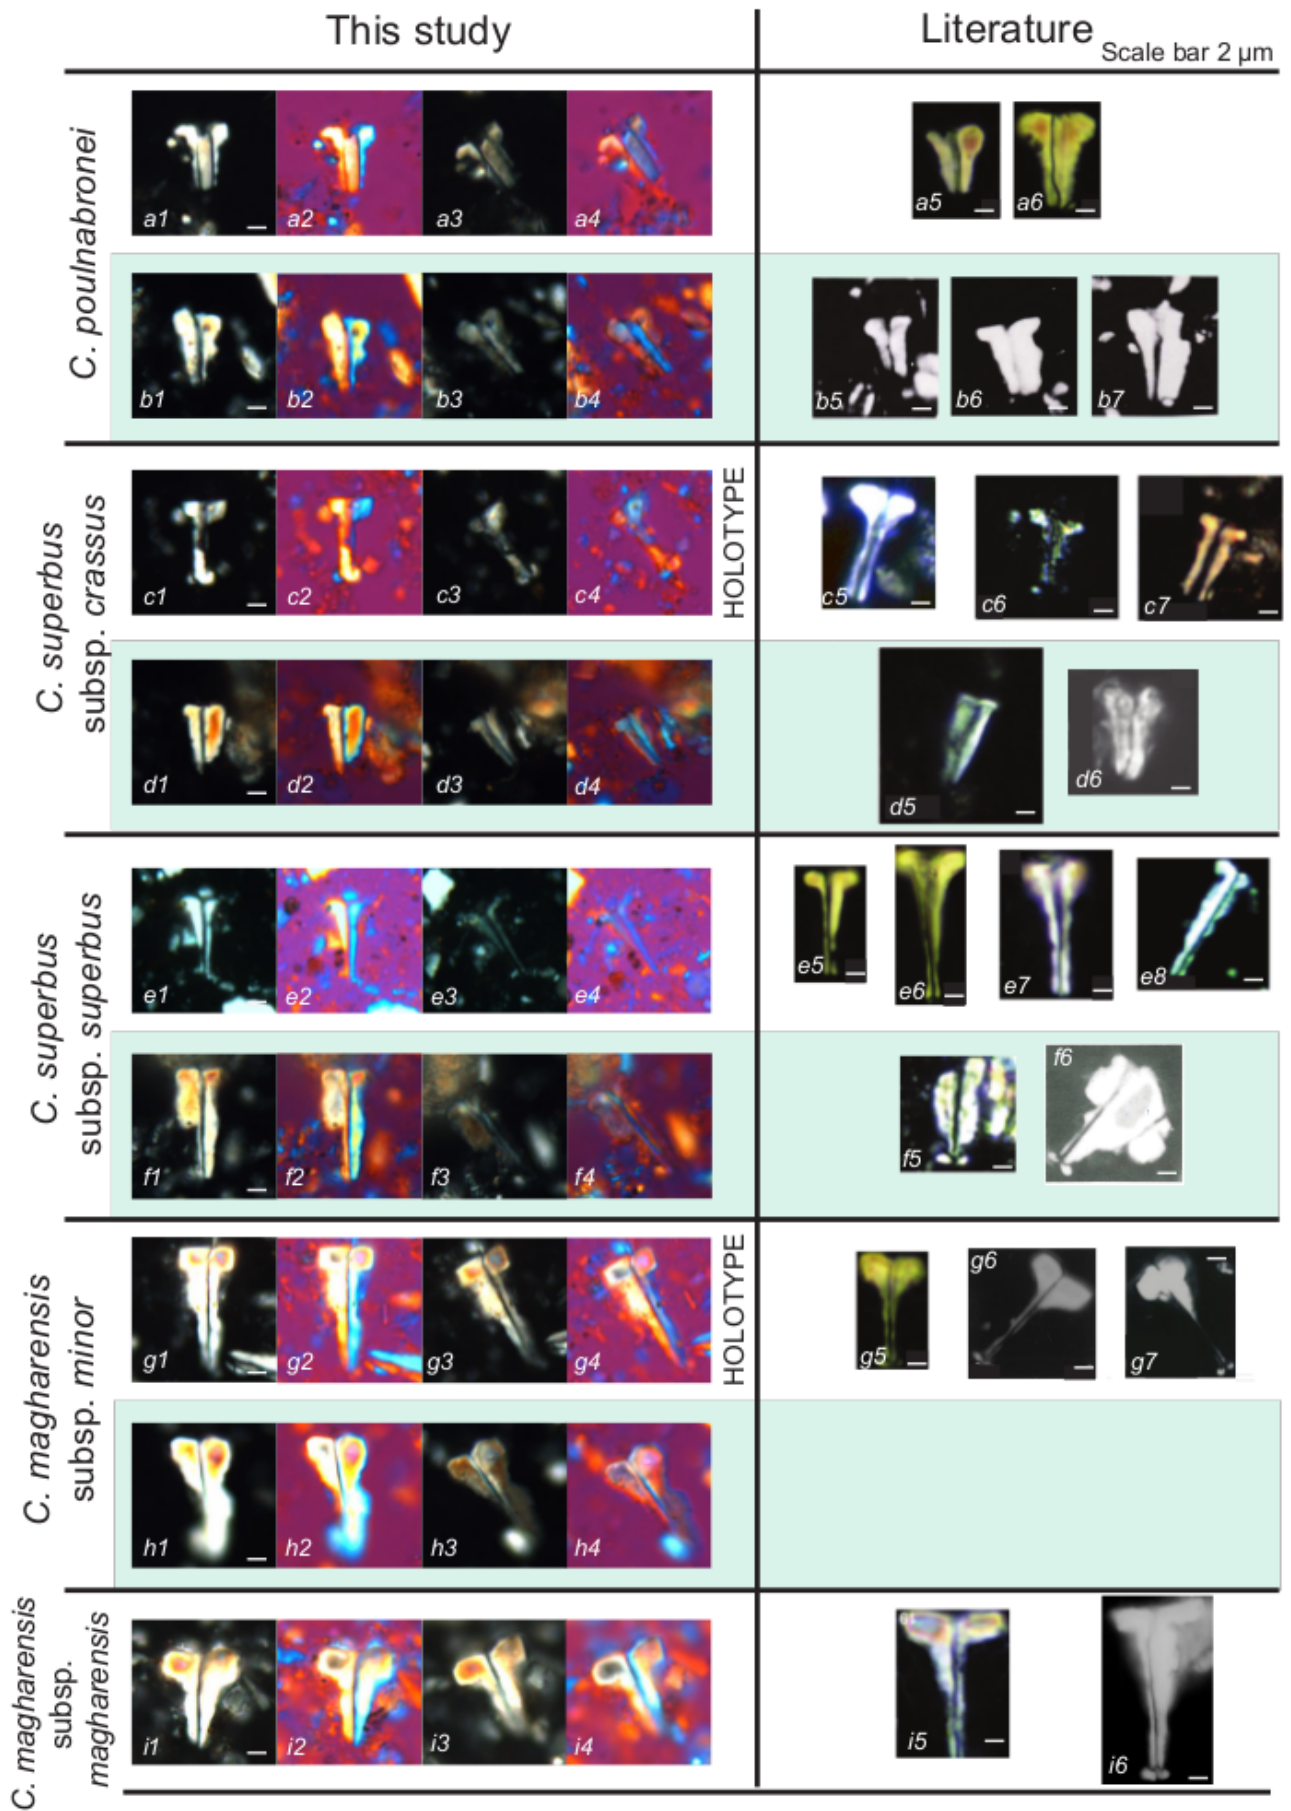 This study
Literature
Scale bar 2 μm
C. poulnabronei
a1 a2 a3 a4 a5 a6
b1 b2 b3 b4 b5 b6 b7
C. superbus
subsp. crassus
c1 c2 c3 c4 HOLOTYPE c5 c6 c7
d1 d2 d3 d4 d5 d6
C. superbus
subsp. superbus
e1 e2 e3 e4 e5 e6 e7 e8
f1 f2 f3 f4 f5 f6
C. magharensis
subsp. minor
g1 g2 g3 g4 HOLOTYPE g5 g6 g7
h1 h2 h3 h4
C. magharensis
subsp.
magharensis
i1 i2 i3 i4 i5 i6